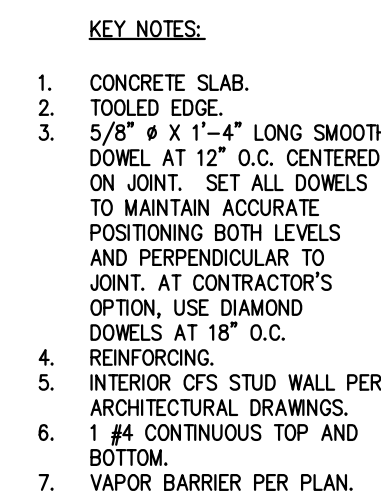 KEY NOTES:
1. CONCRETE SLAB.
2. TOOLED EDGE.
3. 5/8" ø X 1'-4" LONG SMOOTH
DOWEL AT 12" O.C. CENTERED
ON JOINT. SET ALL DOWELS
TO MAINTAIN ACCURATE
POSITIONING BOTH LEVELS
AND PERPENDICULAR TO
JOINT. AT CONTRACTOR'S
OPTION, USE DIAMOND
DOWELS AT 18" O.C.
4. REINFORCING.
5. INTERIOR CFS STUD WALL PER
ARCHITECTURAL DRAWINGS.
6. 1 #4 CONTINUOUS TOP AND
BOTTOM.
7. VAPOR BARRIER PER PLAN.